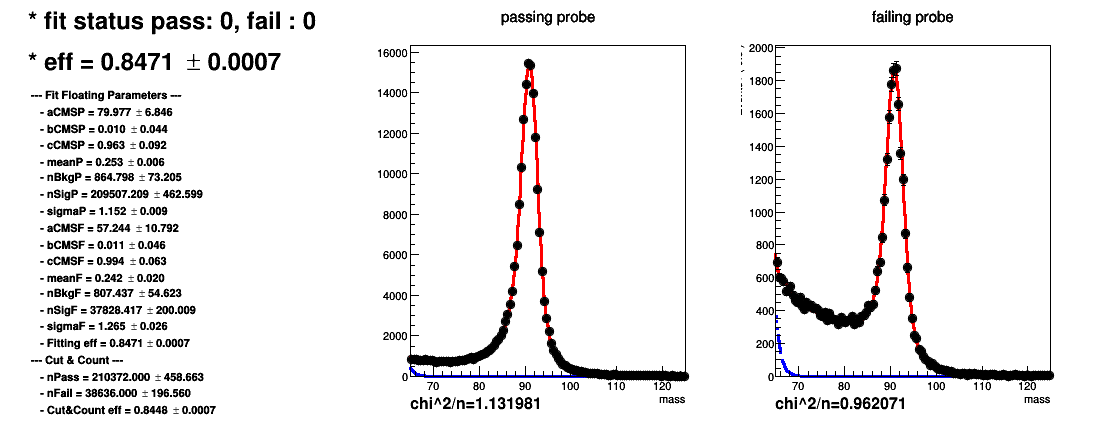 * fit status pass: 0, fail : 0
* eff = 0.8471 ± 0.0007
--- Fit Floating Parameters ---
- aCMSP = 79.977 ± 6.846
- bCMSP = 0.010 ± 0.044
- cCMSP = 0.963 ± 0.092
- meanP = 0.253 ± 0.006
- nBkgP = 864.798 ± 73.205
- nSigP = 209507.209 ± 462.599
- sigmaP = 1.152 ± 0.009
- aCMSF = 57.244 ± 10.792
- bCMSF = 0.011 ± 0.046
- cCMSF = 0.994 ± 0.063
- meanF = 0.242 ± 0.020
- nBkgF = 807.437 ± 54.623
- nSigF = 37828.417 ± 200.009
- sigmaF = 1.265 ± 0.026
- Fitting eff = 0.8471 ± 0.0007
--- Cut & Count ---
- nPass = 210372.000 ± 458.663
- nFail = 38636.000 ± 196.560
- Cut&Count eff = 0.8448 ± 0.0007
passing probe
16000
14000
12000
10000
8000
6000
4000
2000
0
70 80 90 100 110 120
mass
chi^2/n=1.131981
failing probe
2000
1800
1600
1400
1200
1000
800
600
400
200
0
70 80 90 100 110 120
mass
chi^2/n=0.962071